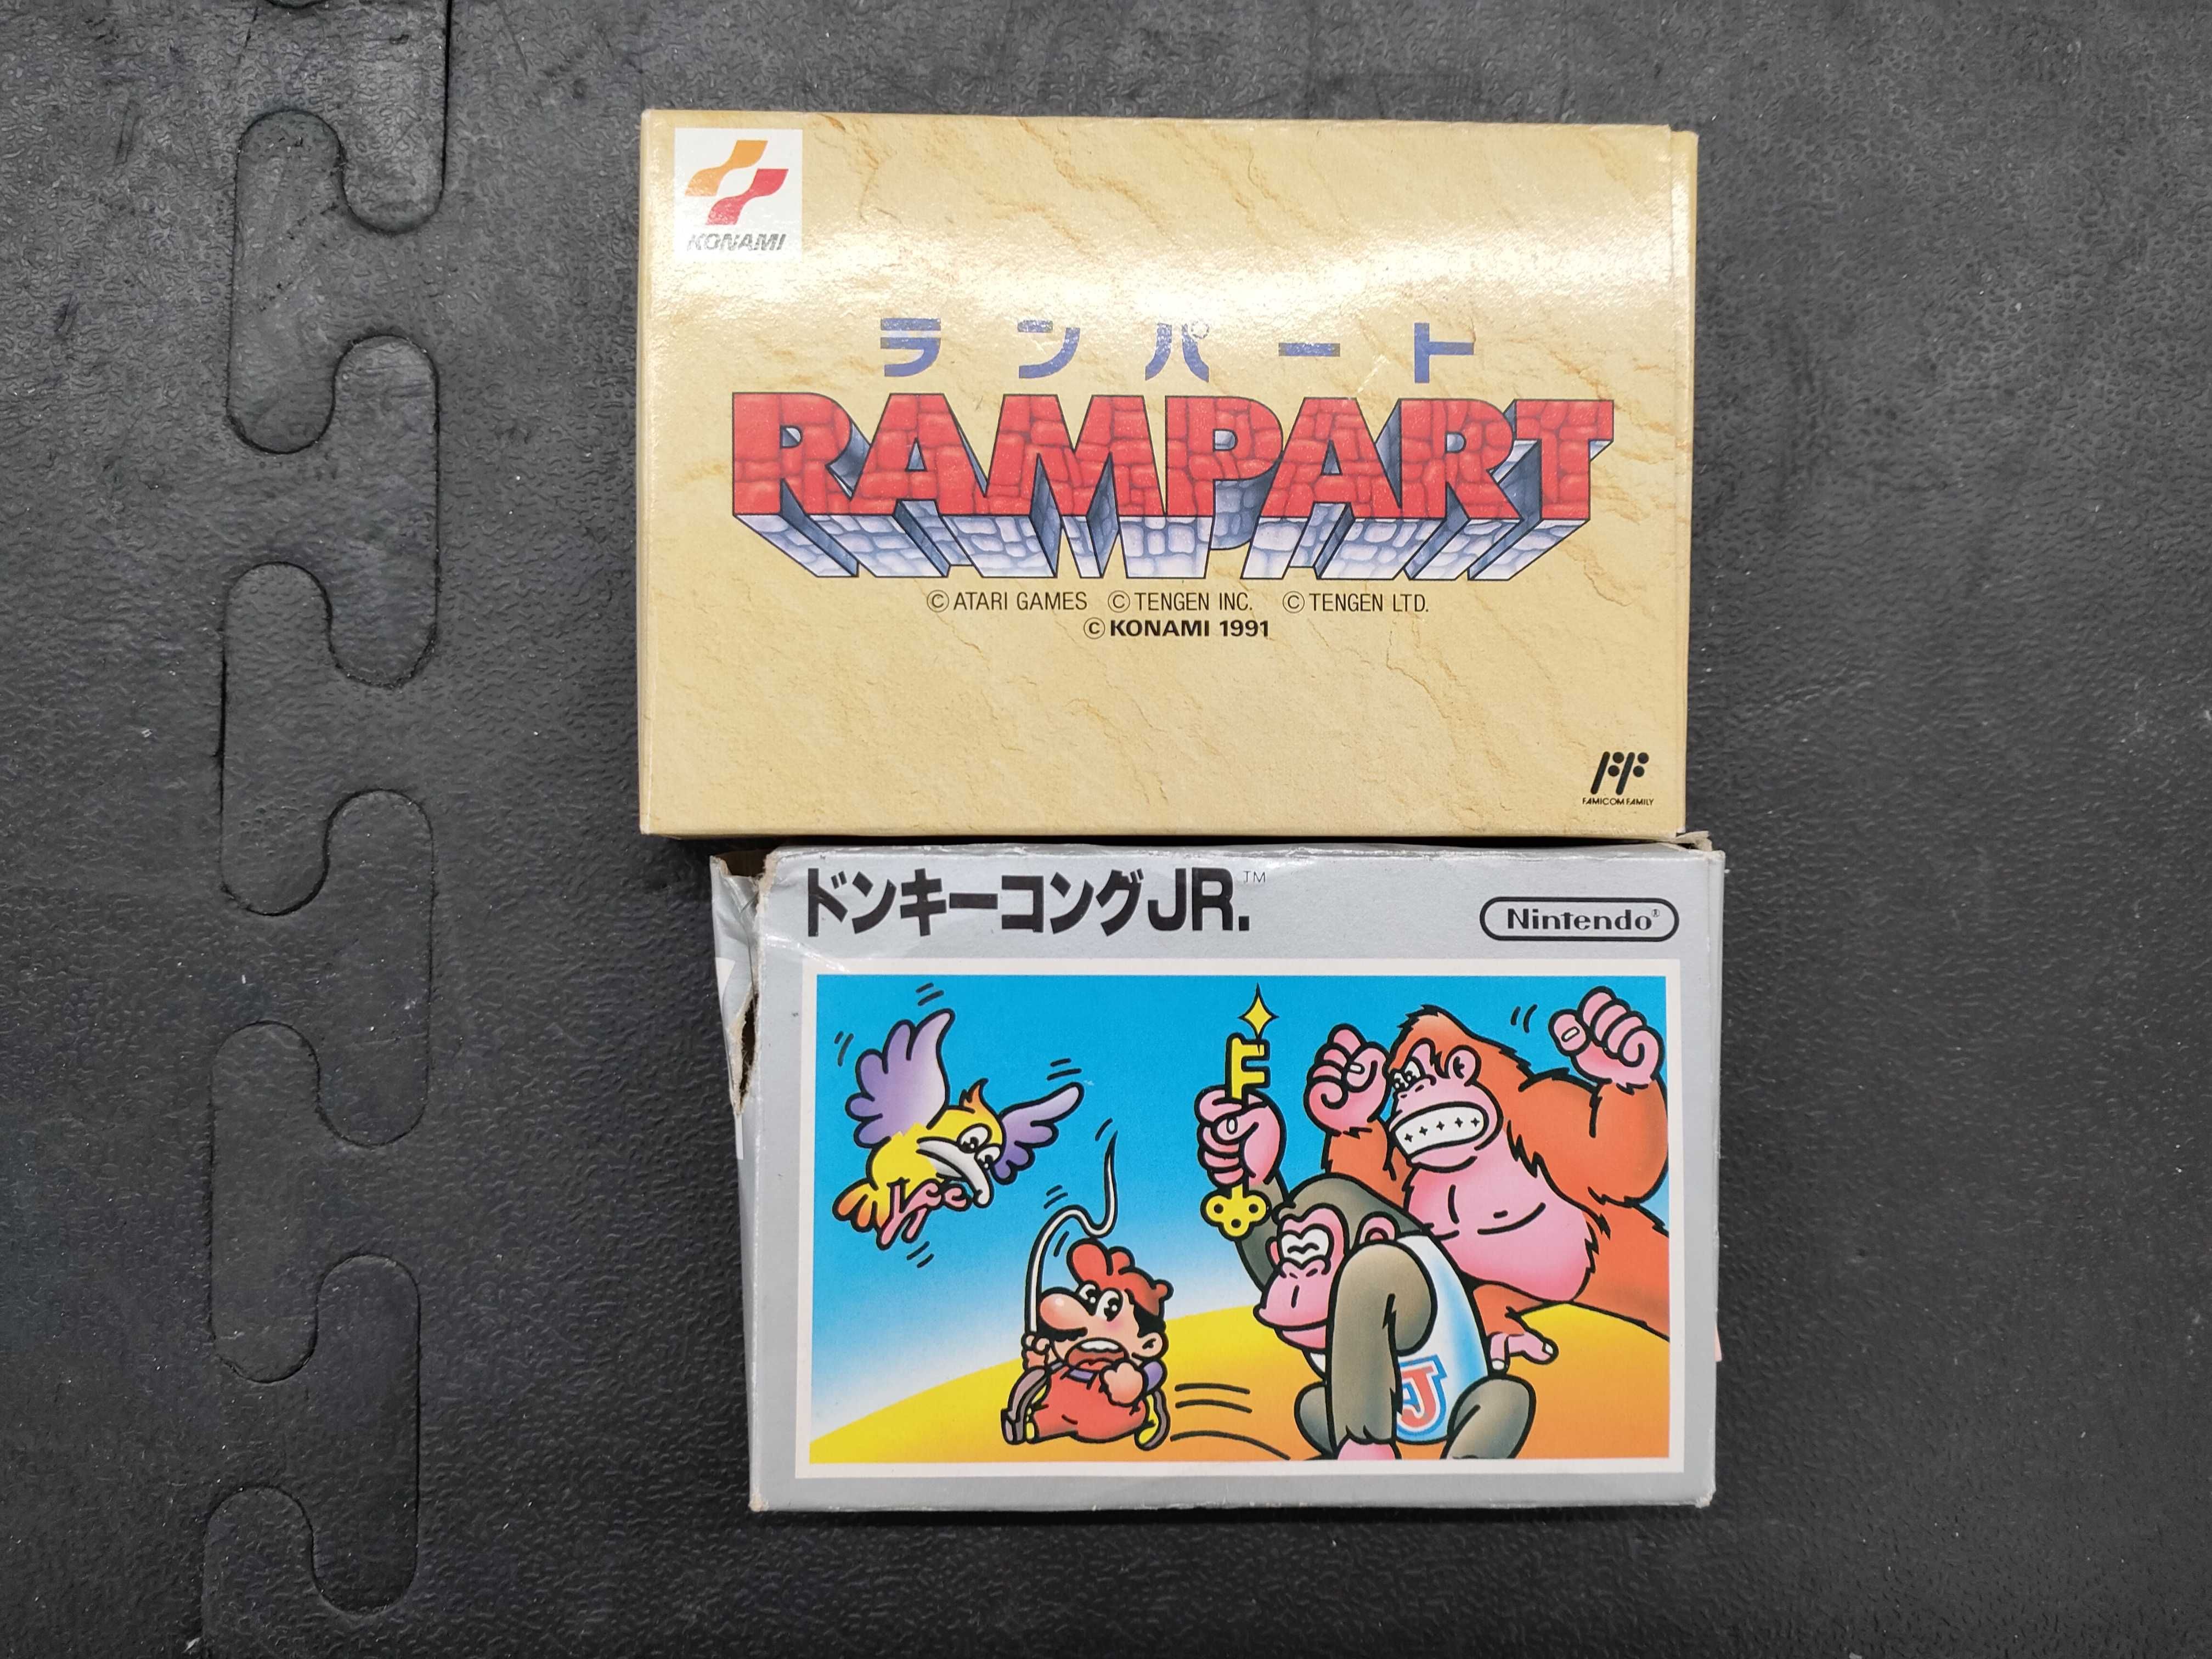 KONAMI
ランパート
RAMPART
©ATARI GAMES ©TENGEN INC. ©TENGEN LTD.
©KONAMI 1991
FF
FAMICOM FAMILY
ドンキーコングJR.™
Nintendo®
J